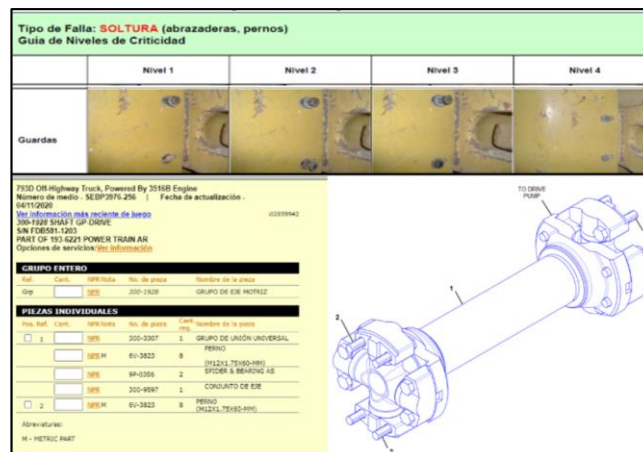 Tipo de Falla: SOLTURA (abrazaderas, pernos)
Guía de Niveles de Criticidad
Nivel 1 Nivel 2 Nivel 3 Nivel 4
Guardas
793D Off-Highway Truck, Powered By 3516B Engine
Número de medio - SEBP3976-256 | Fecha de actualización -
04/11/2020
Ver información más reciente de juego
300-1928 SHAFT GP-DRIVE
S/N FDB581-1203
PART OF 193-6221 POWER TRAIN AR
Opciones de servicios: Ver información
GRUPO ENTERO
Ref. Cant. NPR Nota No. de pieza Nombre de la pieza
Grp NPR 300-1928 GRUPO DE EJE MOTRIZ
PIEZAS INDIVIDUALES
Pos. Ref. Cant. NPR Nota No. de pieza Cant. req. Nombre de la pieza
1 NPR 300-3307 1 GRUPO DE UNIÓN UNIVERSAL
NPR M 6V-3823 8 PERNO
(M12X1.75X60-MM)
NPR 9P-0356 2 SPIDER & BEARING AS
NPR 300-9597 1 CONJUNTO DE EJE
2 NPR M 6V-3823 8 PERNO
(M12X1.75X60-MM)
Abreviaturas:
M - METRIC PART
TO DRIVE
PUMP
1
2